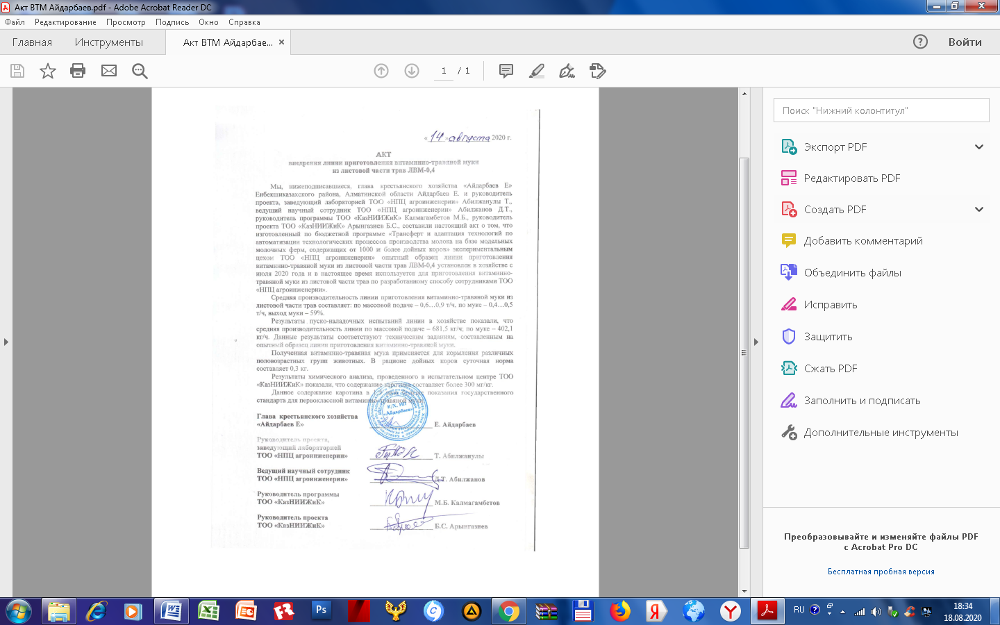 Акт ВТМ Айдарбаев.pdf - Adobe Acrobat Reader DC
Файл Редактирование Просмотр Подпись Окно Справка
Главная Инструменты Акт ВТМ Айдарбае... × Войти
1 / 1
«14» августа 2020 г.
АКТ
внедрения линии приготовления витаминно-травяной муки
из листовой части трав ЛВМ-0,4
Мы, нижеподписавшиеся, глава крестьянского хозяйства «Айдарбаев Е»
Енбекшиказахского района, Алматинской области Айдарбаев Е. и руководитель
проекта, заведующий лабораторией ТОО «НПЦ агроинженерии» Абилжанулы Т.,
ведущий научный сотрудник ТОО «НПЦ агроинженерии» Абилжанов Д.Т.,
руководитель программы ТОО «КазНИИЖиК» Калмагамбетов М.Б., руководитель
проекта ТОО «КазНИИЖиК» Арынгазиев Б.С., составили настоящий акт о том, что
изготовленный по бюджетной программе «Трансферт и адаптация технологий по
автоматизации технологических процессов производства молока на базе модельных
молочных ферм, содержащих от 1000 и более дойных коров» экспериментальным
цехом ТОО «НПЦ агроинженерии» опытный образец линии приготовления
витаминно-травяной муки из листовой части трав ЛВМ-0,4 установлен в хозяйстве с
июля 2020 года и в настоящее время используется для приготовления витаминно-
травяной муки из листовой части трав по разработанному способу сотрудниками ТОО
«НПЦ агроинженерии».
Средняя производительность линии приготовления витаминно-травяной муки из
листовой части трав составляет: по массовой подаче – 0,6…0,9 т/ч, по муке – 0,4…0,5
т/ч, выход муки – 59%.
Результаты пуско-наладочных испытаний линии в хозяйстве показали, что
средняя производительность линии по массовой подаче – 681,5 кг/ч; по муке – 402,1
кг/ч. Данные результаты соответствуют техническим заданиям, составленным на
опытный образец линии приготовления витаминно-травяной муки.
Полученная витаминно-травяная мука применяется для кормления различных
половозрастных групп животных. В рационе дойных коров суточная норма
составляет 0,3 кг.
Результаты химического анализа, проведенного в испытательном центре ТОО
«КазНИИЖиК» показали, что содержание каротина составляет более 300 мг/кг.
Данное содержание каротина в показания государственного
стандарта для первоклассной витаминно-травяной муки.
К/Х. ИП
«Айдарбаев»
Глава крестьянского хозяйства
«Айдарбаев Е» Е. Айдарбаев
Руководитель проекта,
заведующий лабораторией
ТОО «НПЦ агроинженерии» Т. Абилжанулы
Ведущий научный сотрудник
ТОО «НПЦ агроинженерии» Д.Т. Абилжанов
Руководитель программы
ТОО «КазНИИЖиК» М.Б. Калмагамбетов
Руководитель проекта
ТОО «КазНИИЖиК» Б.С. Арынгазиев
Поиск "Нижний колонтитул"
Экспорт PDF
Редактировать PDF
Создать PDF
Добавить комментарий
Объединить файлы
Исправить
Защитить
Сжать PDF
Заполнить и подписать
Дополнительные инструменты
Преобразовывайте и изменяйте файлы PDF
с Acrobat Pro DC
Бесплатная пробная версия
RU
18:34
18.08.2020